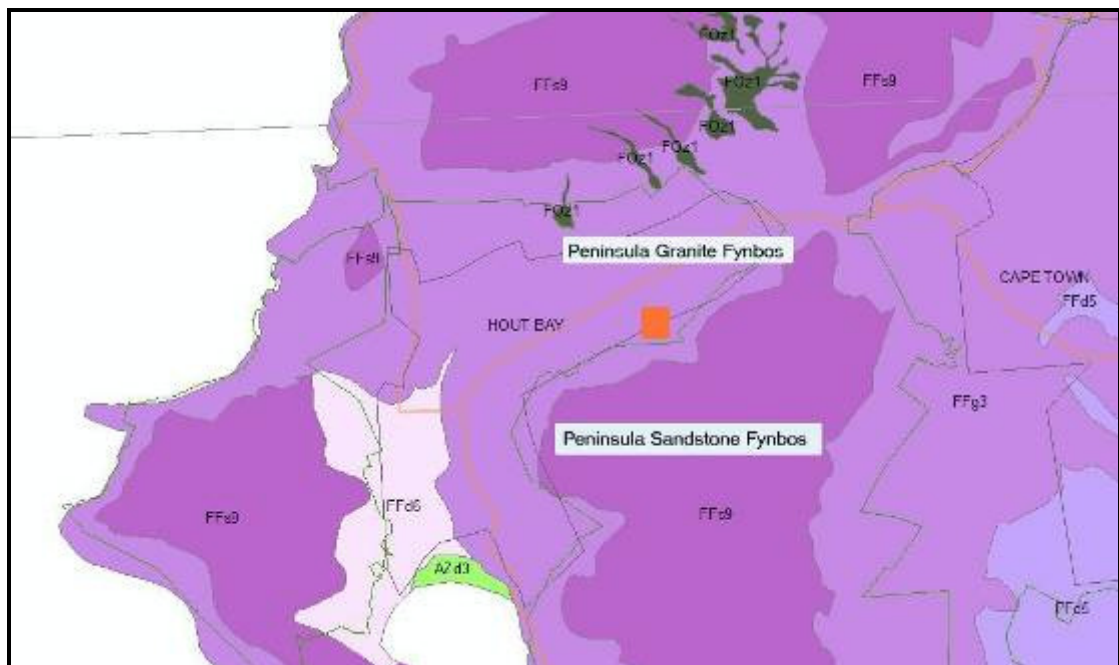 FOz1
FFs9
FOz1
FFs9
FOz1
FOz1
FOz1
FOz1
Peninsula Granite Fynbos
FFs9
CAPE TOWN
FFd5
HOUT BAY
FFg3
Peninsula Sandstone Fynbos
FFd6
FFs9
FFs9
AZd3
FFd5